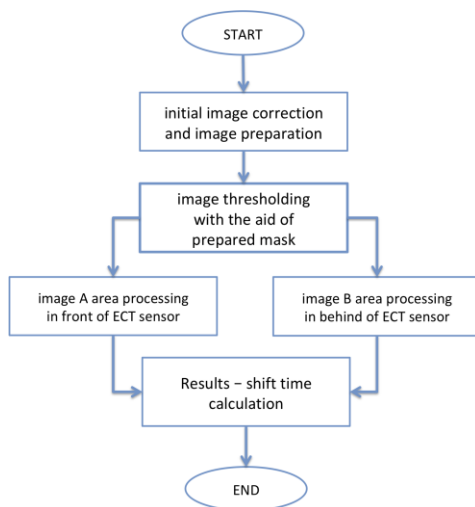 START
initial image correction
and image preparation
image thresholding
with the aid of
prepared mask
image A area processing
in front of ECT sensor
image B area processing
in behind of ECT sensor
Results – shift time
calculation
END